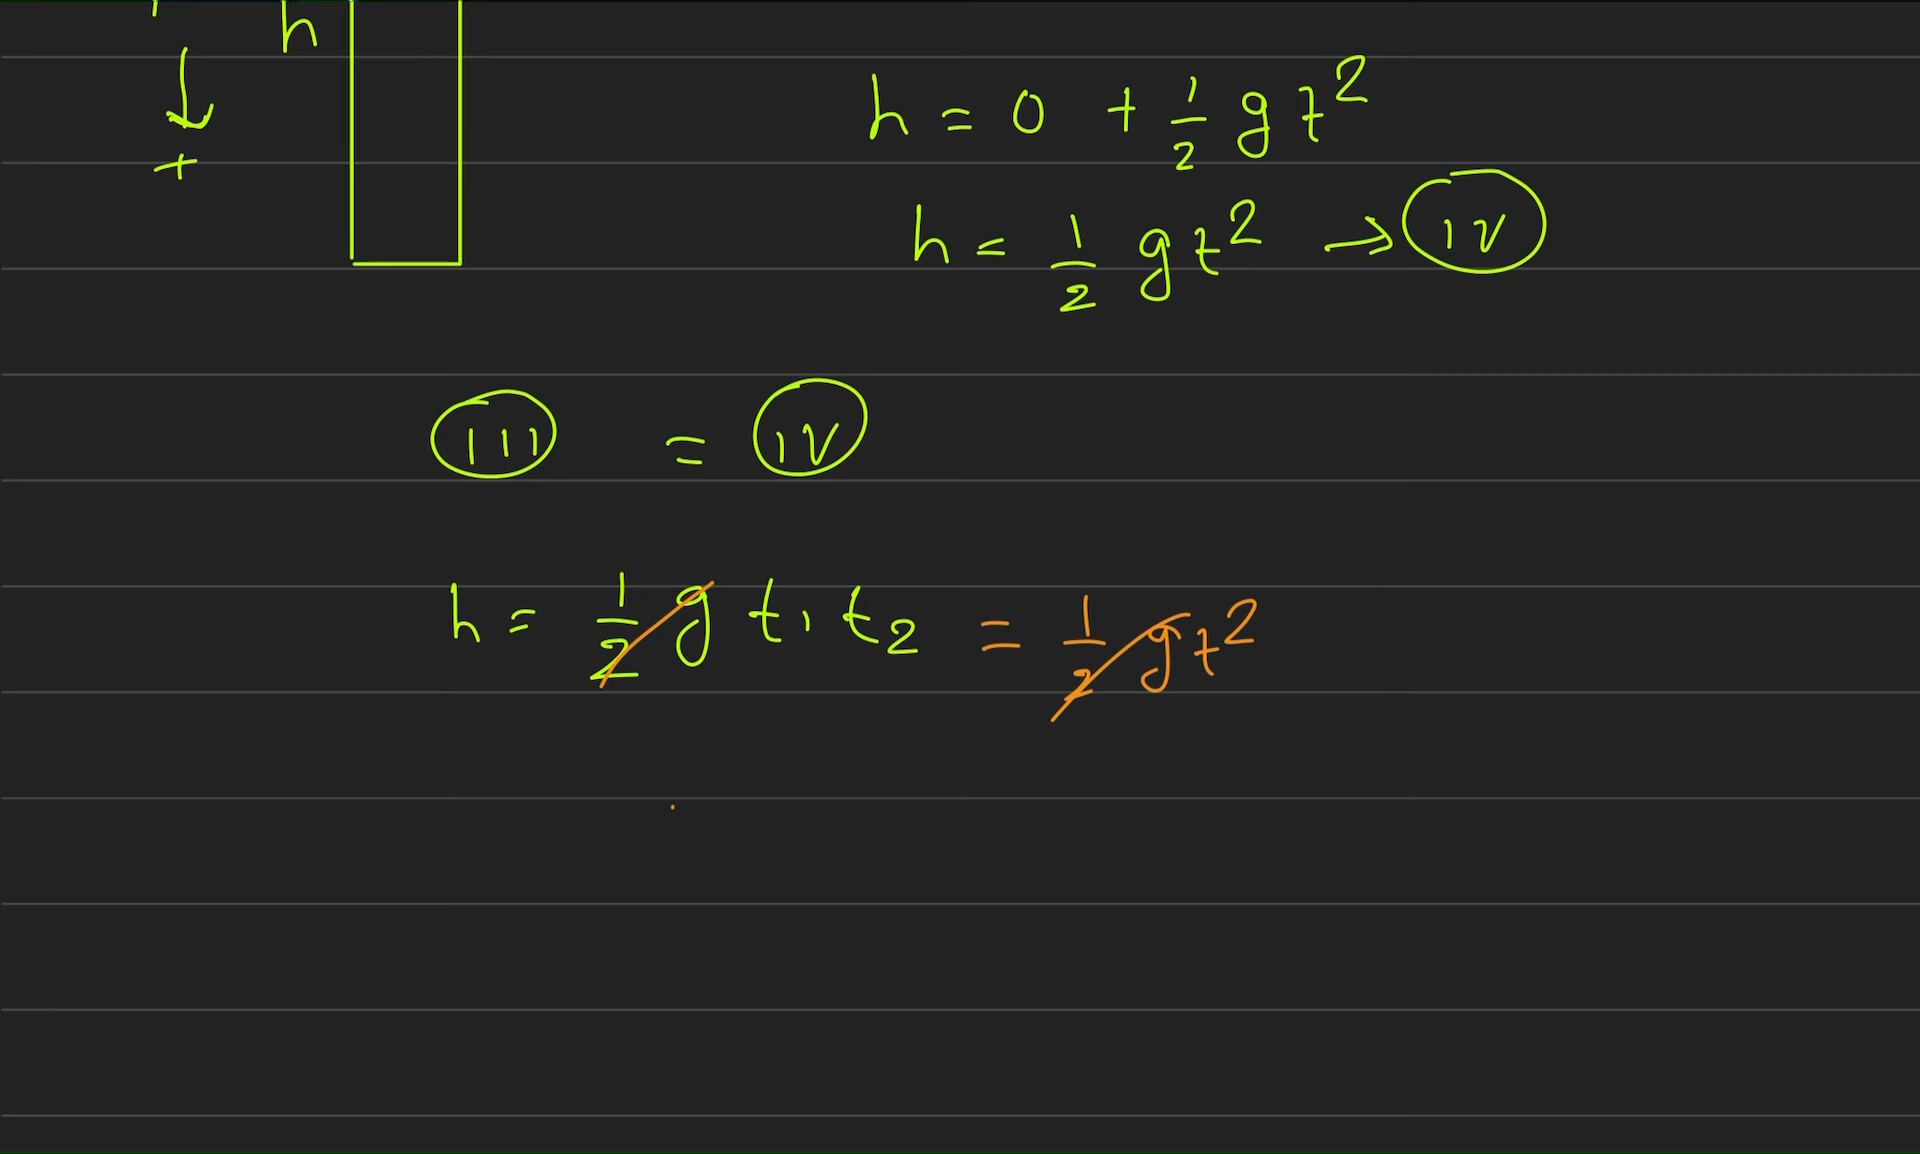 h
+
h = 0 + 1/2 g t²
h = 1/2 g t² → IV
III = IV
h = 1/2 g t₁ t₂ = 1/2 g t²